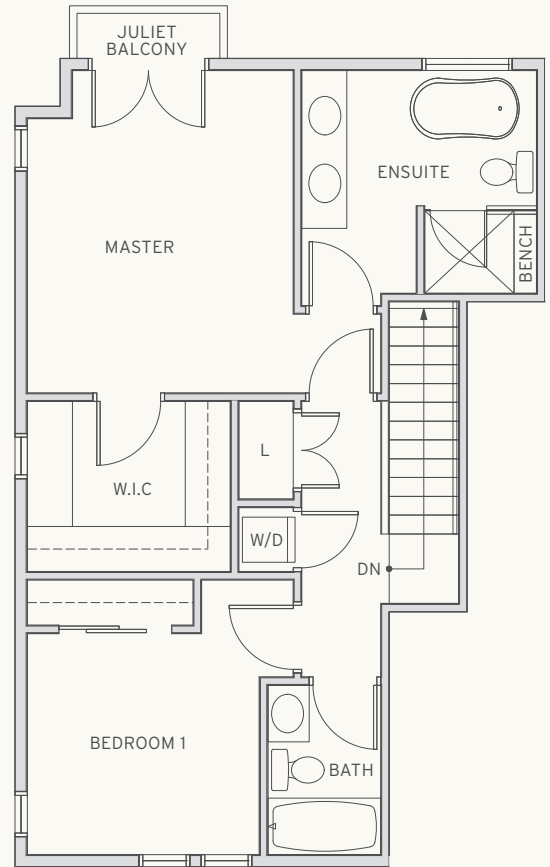 JULIET
BALCONY
ENSUITE
MASTER
BENCH
L
W.I.C
W/D
DN
BEDROOM 1
BATH